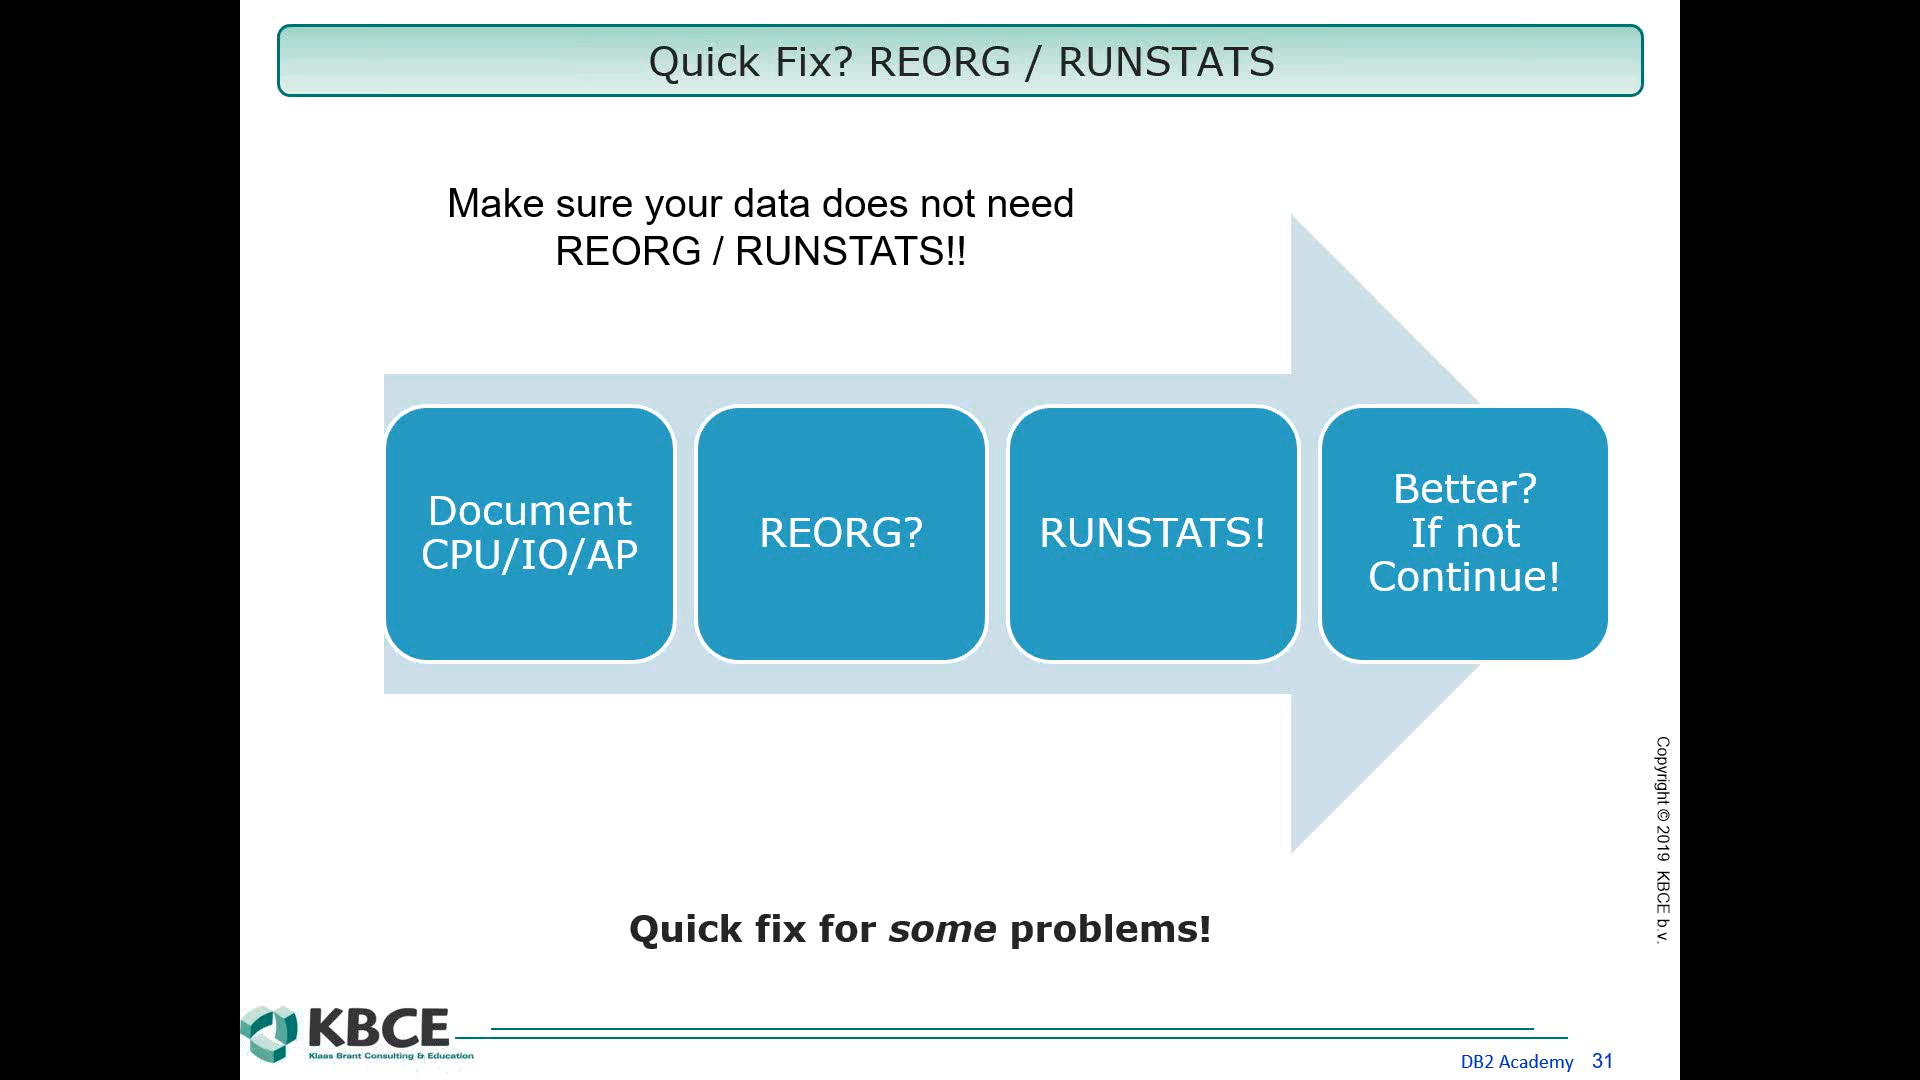 Quick Fix? REORG / RUNSTATS
Make sure your data does not need
REORG / RUNSTATS!!
Document
CPU/IO/AP
REORG?
RUNSTATS!
Better?
If not
Continue!
Quick fix for some problems!
Copyright © 2019 KBCE b.v.
KBCE
Klaas Brant Consulting & Education
DB2 Academy 31